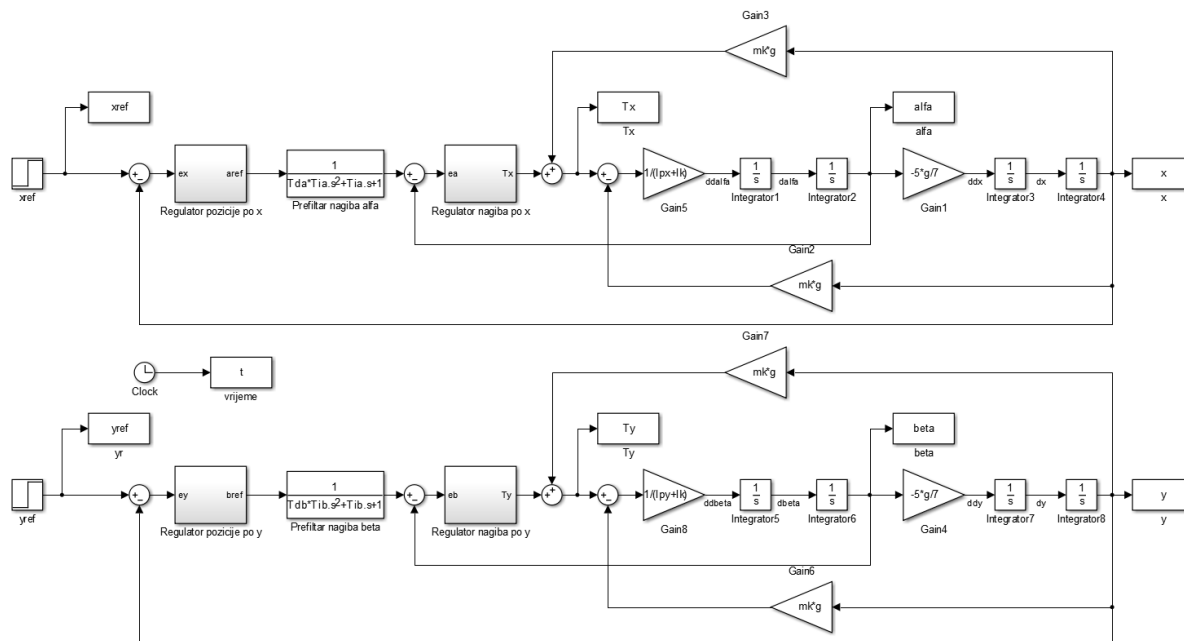 Gain3
mk*g
xref
xref
ex
aref
Regulator pozicije po x
1
Tda*Tia.s²+Tia.s+1
Prefiltar nagiba alfa
ea
Tx
Regulator nagiba po x
Tx
Tx
1/(Ipx+Ik)
Gain5
ddalfa
1
s
Integrator1
dalfa
1
s
Integrator2
alfa
alfa
-5*g/7
Gain1
ddx
1
s
Integrator3
dx
1
s
Integrator4
x
x
Gain2
mk*g
Gain7
mk*g
Clock
t
vrijeme
yref
yr
yref
ey
bref
Regulator pozicije po y
1
Tdb*Tib.s²+Tib.s+1
Prefiltar nagiba beta
eb
Ty
Regulator nagiba po y
Ty
Ty
1/(Ipy+Ik)
Gain8
ddbeta
1
s
Integrator5
dbeta
1
s
Integrator6
beta
beta
-5*g/7
Gain4
ddy
1
s
Integrator7
dy
1
s
Integrator8
y
y
Gain6
mk*g